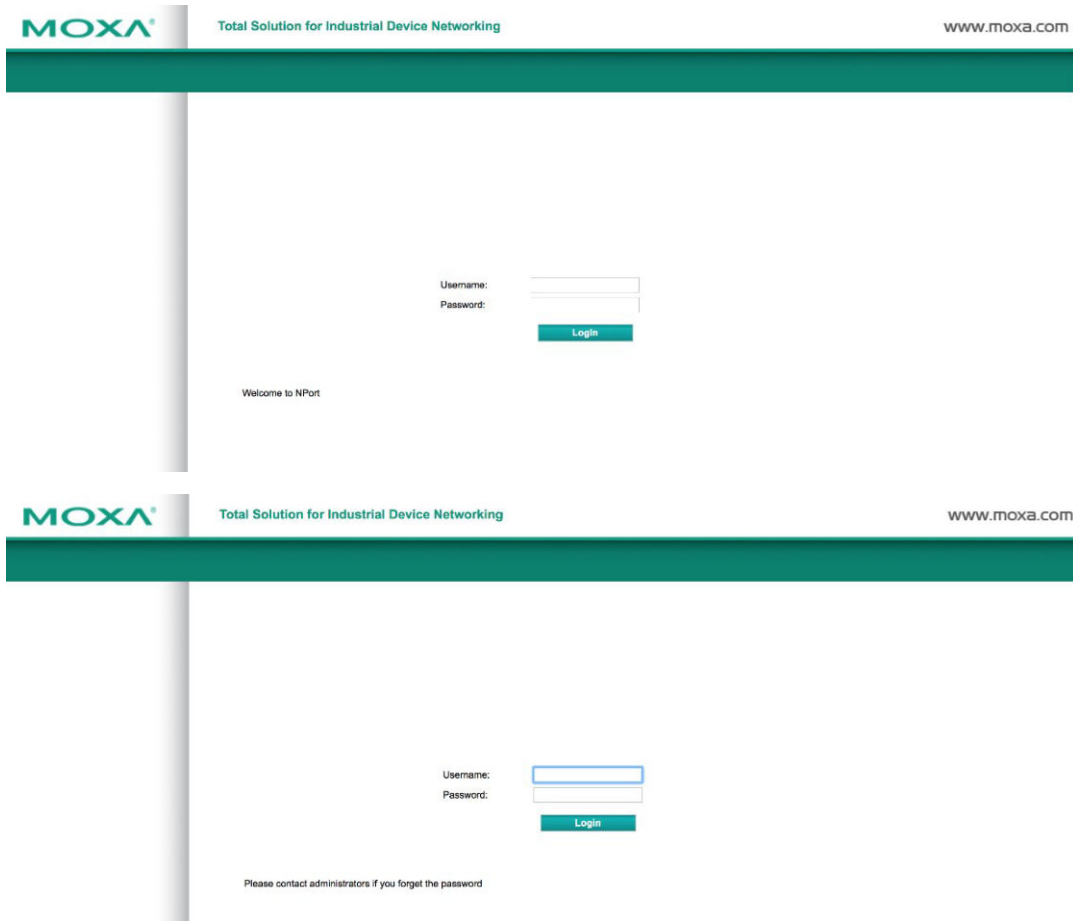 MOXA® Total Solution for Industrial Device Networking www.moxa.com
Username:
Password:
Login
Welcome to NPort
MOXA® Total Solution for Industrial Device Networking www.moxa.com
Username:
Password:
Login
Please contact administrators if you forget the password